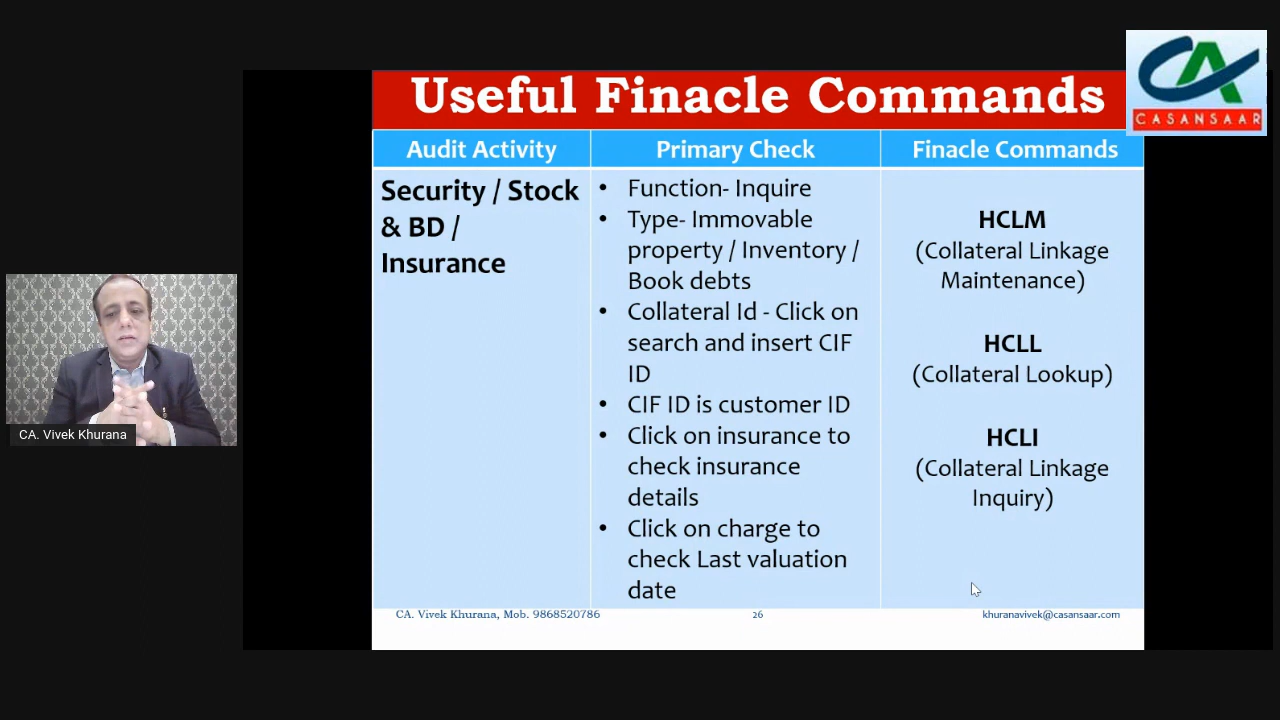 Useful Finacle Commands
CASANSAAR
Audit Activity
Primary Check
Finacle Commands
Security / Stock
& BD /
Insurance
• Function- Inquire
• Type- Immovable
property / Inventory /
Book debts
• Collateral Id - Click on
search and insert CIF
ID
• CIF ID is customer ID
• Click on insurance to
check insurance
details
• Click on charge to
check Last valuation
date
HCLM
(Collateral Linkage
Maintenance)
HCLL
(Collateral Lookup)
HCLI
(Collateral Linkage
Inquiry)
CA. Vivek Khurana
CA. Vivek Khurana, Mob. 9868520786
26
khuranavivek@casansaar.com